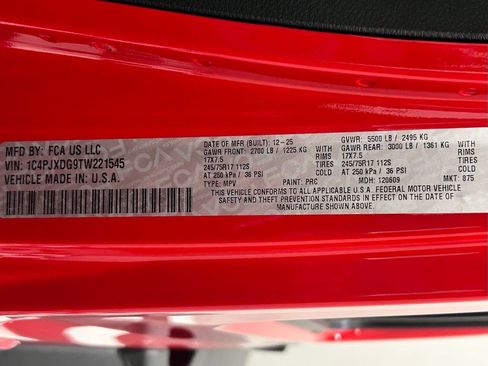 MFD BY: FCA US LLC
VIN: 1C4PJXDG9TW221545
VEHICLE MADE IN U.S.A.
DATE OF MFR (BUILT): 12-25 GVWR: 5500 LB / 2495 KG
GAWR FRONT: 2700 LB / 1225 KG WITH GAWR REAR: 3000 LB / 1361 KG WITH
17X7.5 RIMS 17X7.5 RIMS
245/75R17 112S TIRES 245/75R17 112S TIRES
AT 250 kPa / 36 PSI COLD AT 250 kPa / 36 PSI COLD
TYPE: MPV PAINT: PRC MDH: 120609 MKT: 875
THIS VEHICLE CONFORMS TO ALL APPLICABLE U.S.A. FEDERAL MOTOR VEHICLE
SAFETY AND THEFT PREVENTION STANDARDS IN EFFECT ON THE DATE OF
MANUFACTURE SHOWN ABOVE.